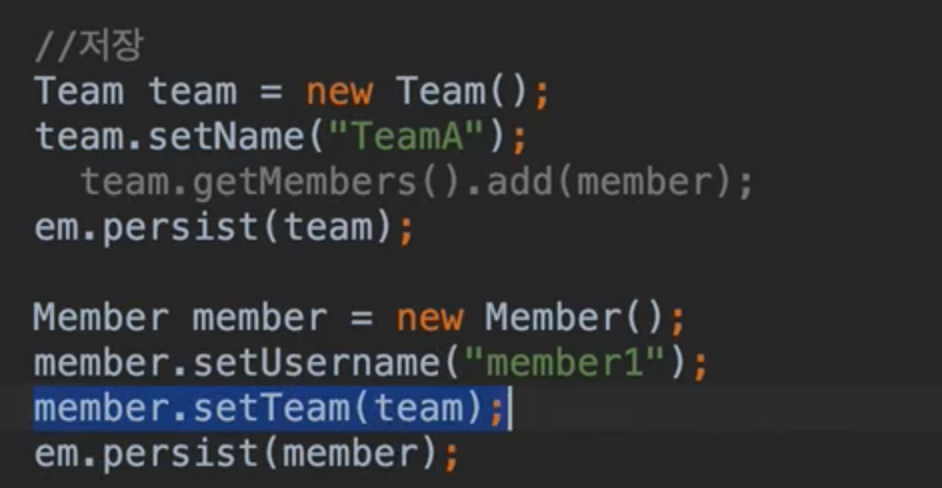 //저장
Team team = new Team();
team.setName("TeamA");
team.getMembers().add(member);
em.persist(team);
Member member = new Member();
member.setUsername("member1");
member.setTeam(team);
em.persist(member);